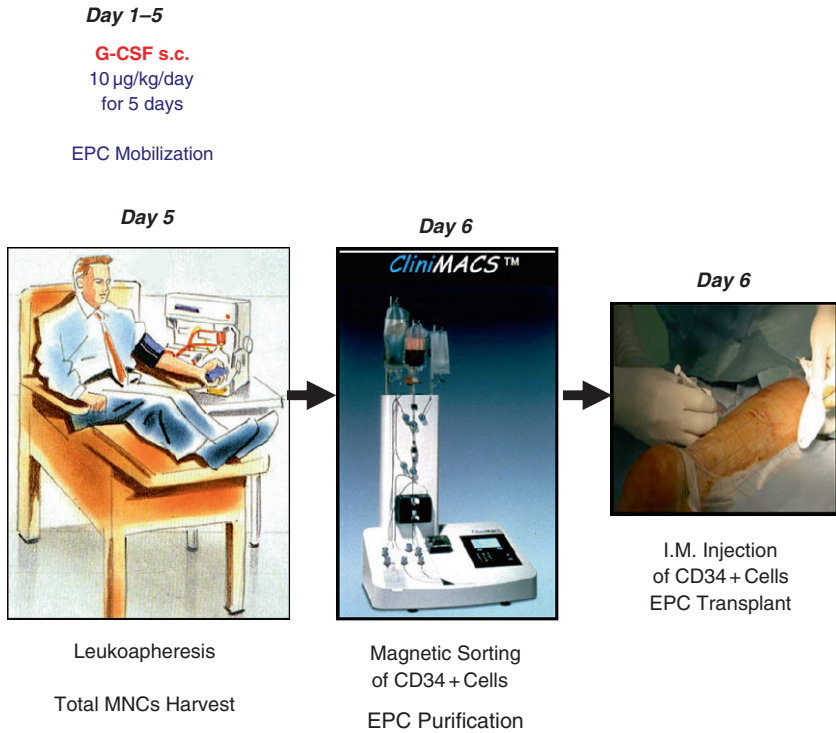 Day 1–5
G-CSF s.c.
10 µg/kg/day
for 5 days
EPC Mobilization
Day 5
Leukoapheresis
Total MNCs Harvest
Day 6
CliniMACS™
Magnetic Sorting
of CD34+Cells
EPC Purification
Day 6
I.M. Injection
of CD34+Cells
EPC Transplant